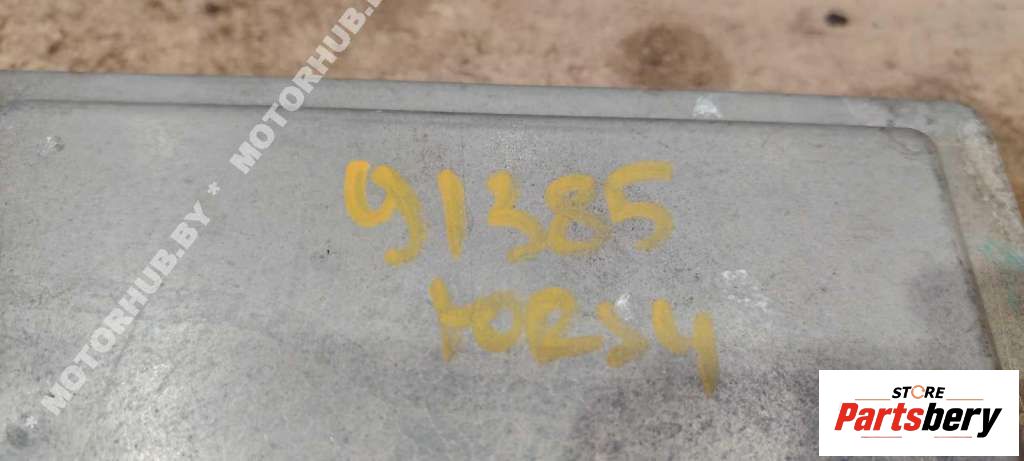 MOTORHUB.BY * MOTORHUB.BY *
91385
STORE
Partsbery